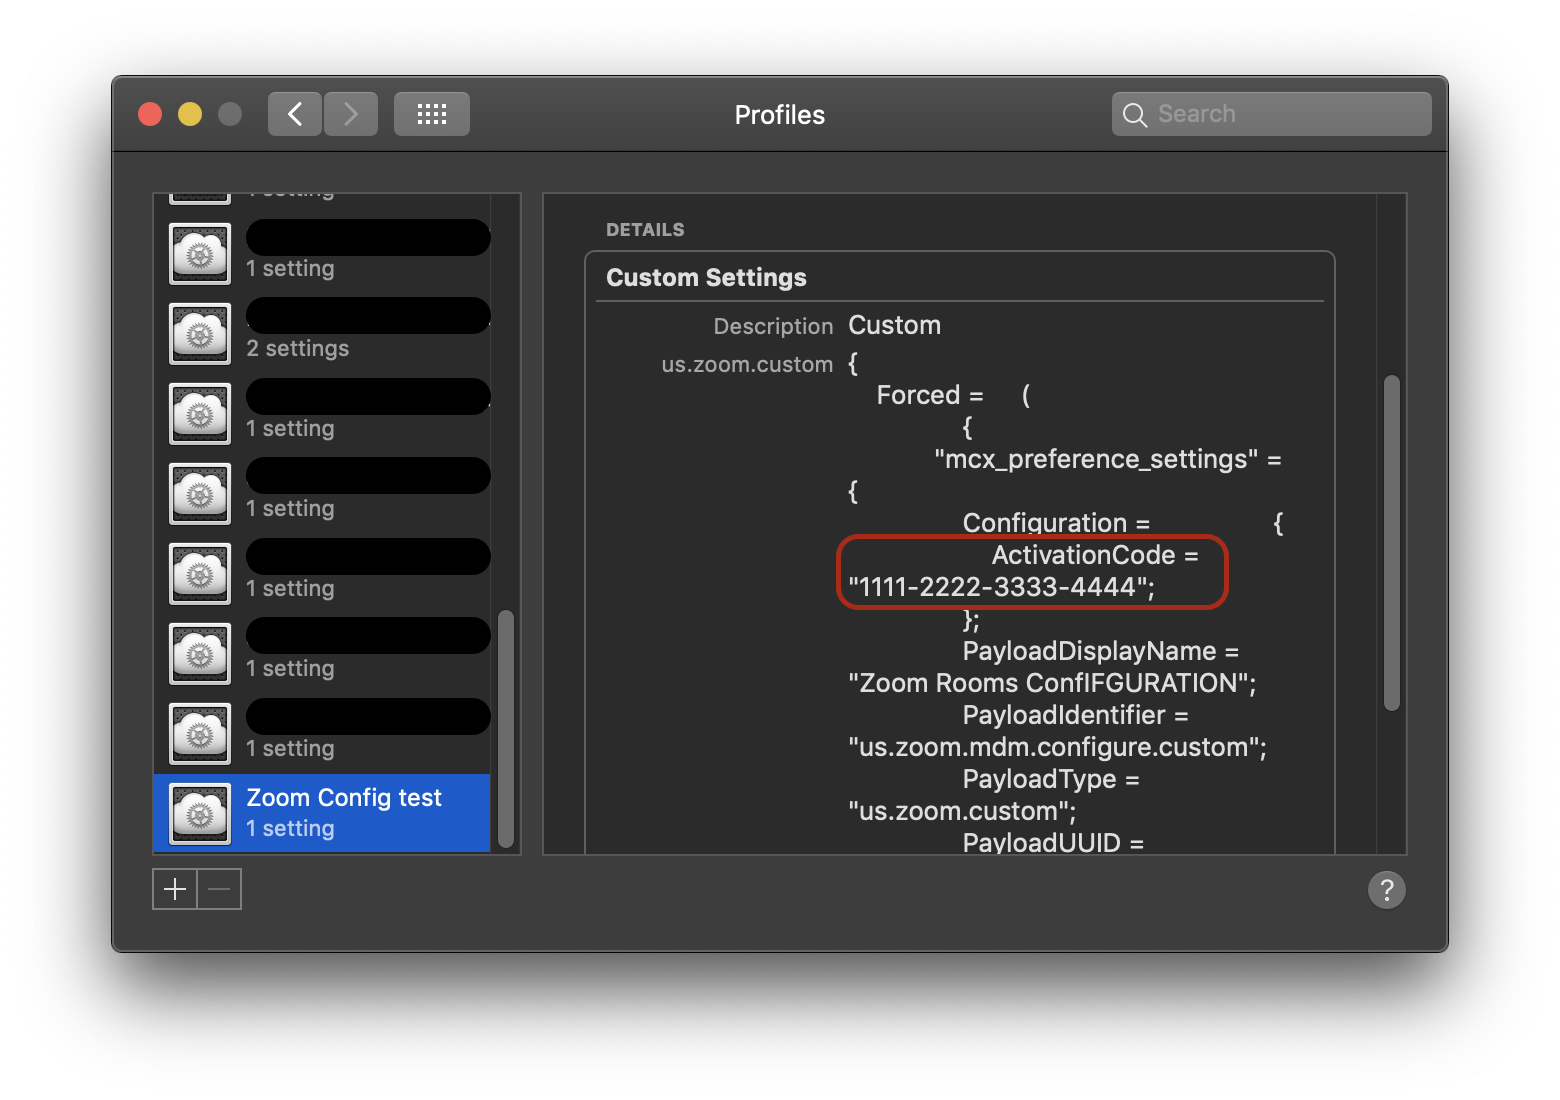 Profiles
Search
1 setting
2 settings
1 setting
1 setting
1 setting
1 setting
1 setting
Zoom Config test
1 setting
DETAILS
Custom Settings
Description Custom
us.zoom.custom {
Forced = (
{
"mcx_preference_settings" =
{
Configuration = {
ActivationCode =
"1111-2222-3333-4444";
};
PayloadDisplayName =
"Zoom Rooms ConfIFGURATION";
PayloadIdentifier =
"us.zoom.mdm.configure.custom";
PayloadType =
"us.zoom.custom";
PayloadUUID =
?